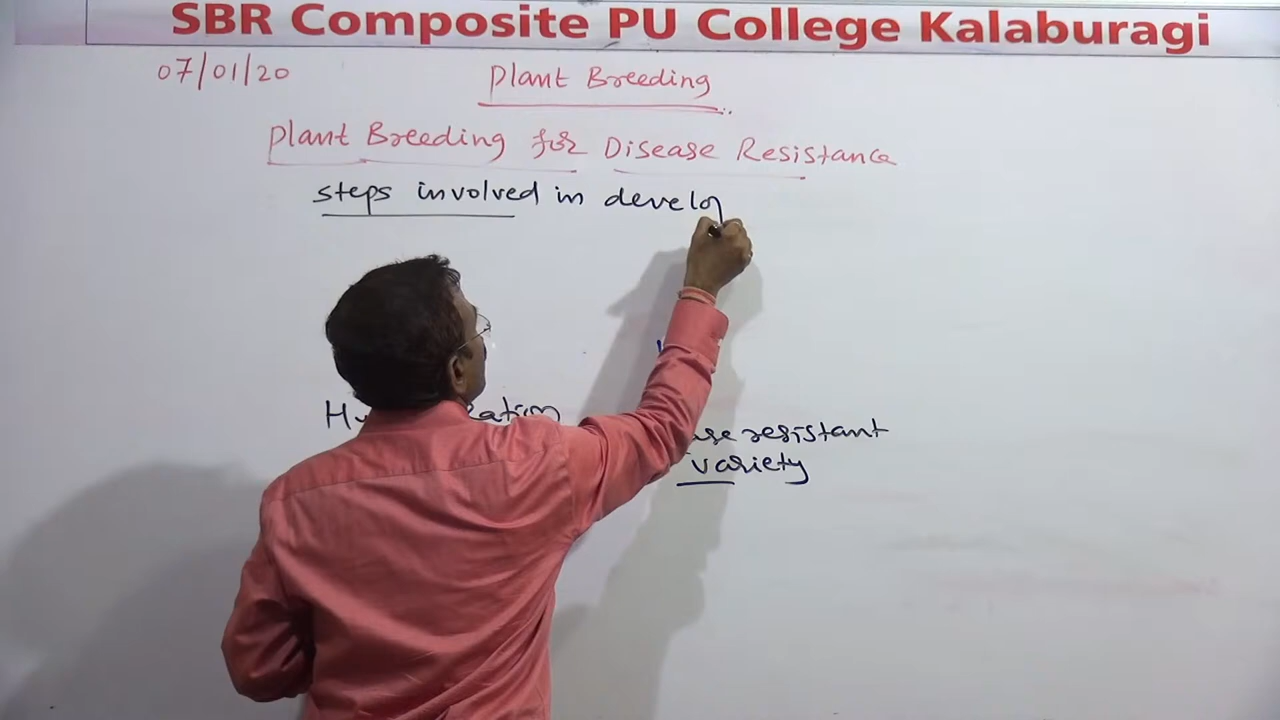 SBR Composite PU College Kalaburagi
07/01/20
Plant Breeding
Plant Breeding for Disease Resistance
steps involved in develop
resistant
variety